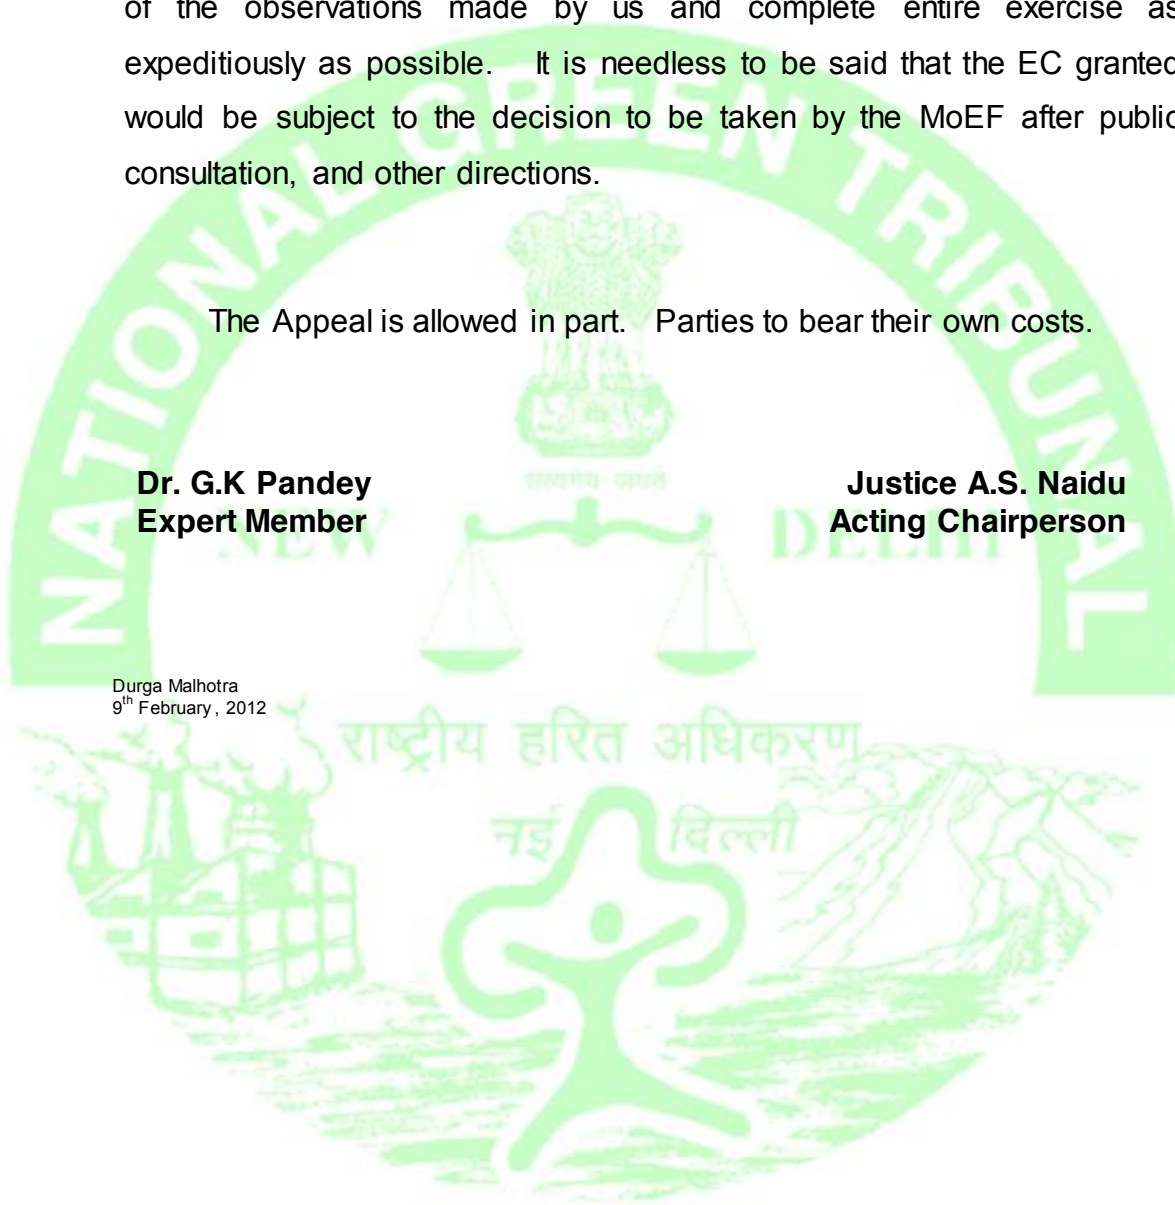 of the observations made by us and complete entire exercise as
expeditiously as possible. It is needless to be said that the EC granted
would be subject to the decision to be taken by the MoEF after public
consultation, and other directions.
NATIONAL GREEN TRIBUNAL
The Appeal is allowed in part. Parties to bear their own costs.
सत्यमेव जयते
Dr. G.K Pandey Justice A.S. Naidu
Expert Member Acting Chairperson
NEW DELHI
Durga Malhotra
9th February, 2012
राष्ट्रीय हरित अधिकरण
नई दिल्ली